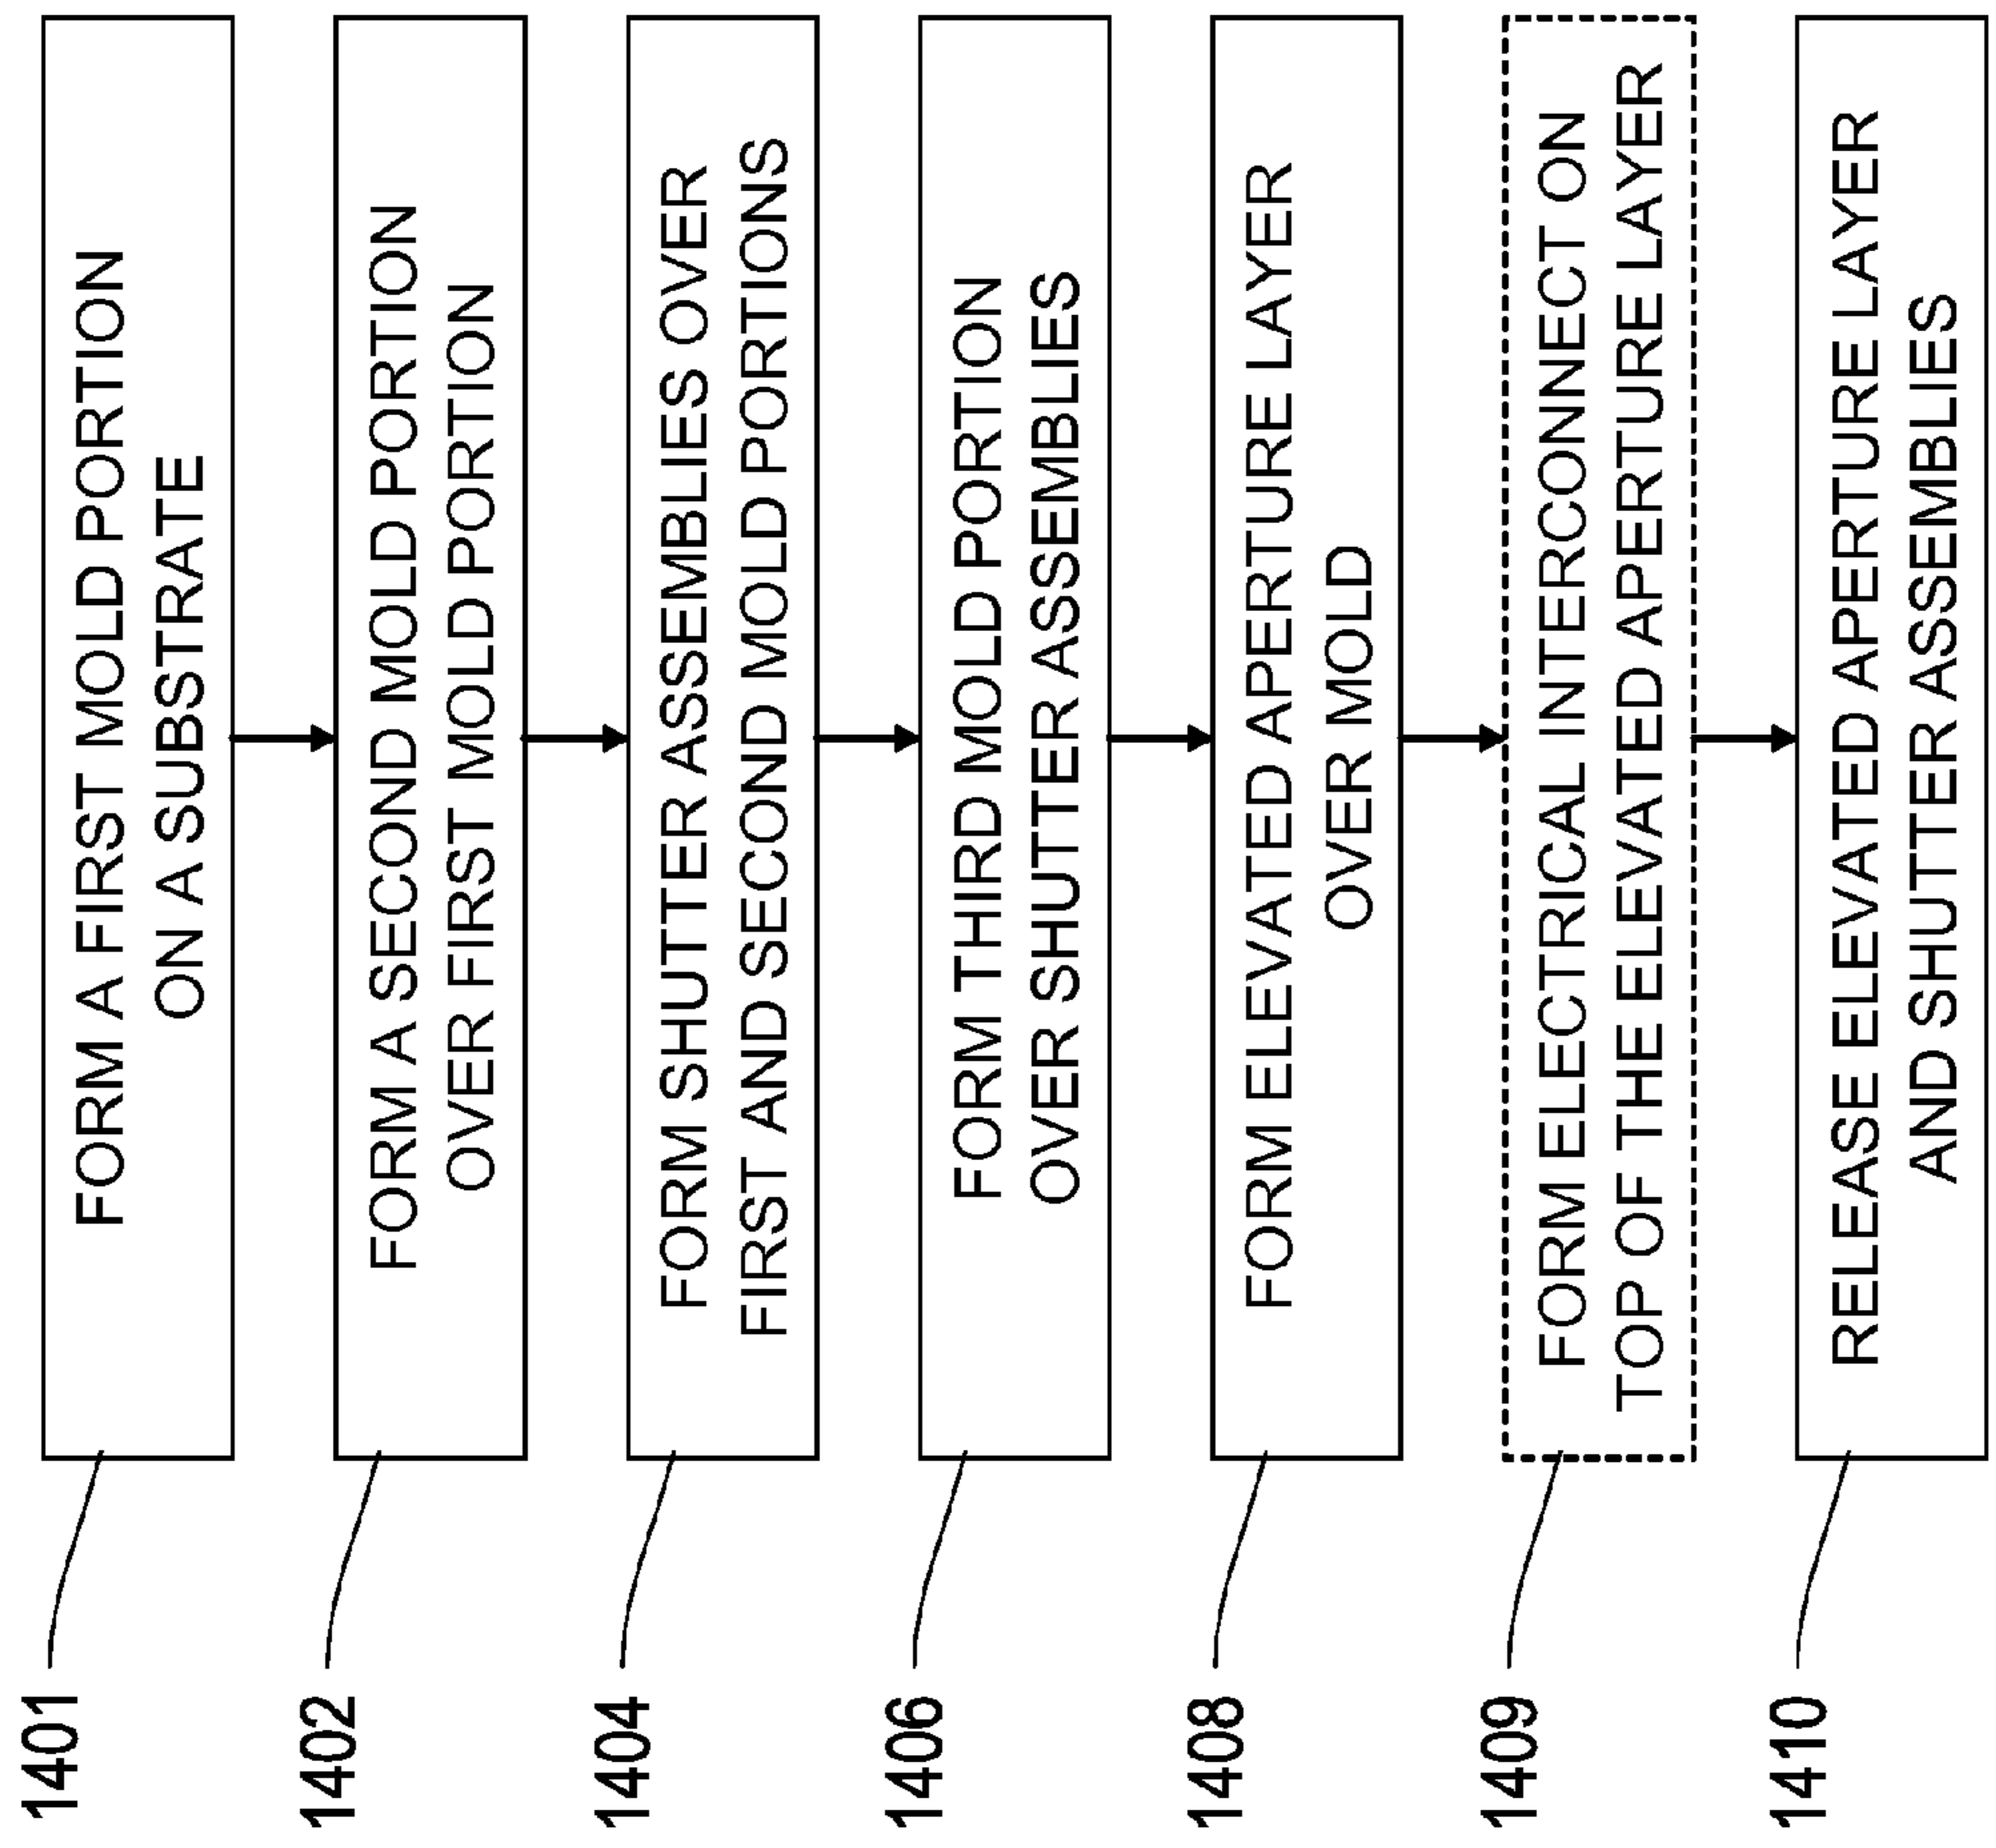 1401
FORM A FIRST MOLD PORTION
ON A SUBSTRATE
1402
FORM A SECOND MOLD PORTION
OVER FIRST MOLD PORTION
1404
FORM SHUTTER ASSEMBLIES OVER
FIRST AND SECOND MOLD PORTIONS
1406
FORM THIRD MOLD PORTION
OVER SHUTTER ASSEMBLIES
1408
FORM ELEVATED APERTURE LAYER
OVER MOLD
1409
FORM ELECTRICAL INTERCONNECT ON
TOP OF THE ELEVATED APERTURE LAYER
1410
RELEASE ELEVATED APERTURE LAYER
AND SHUTTER ASSEMBLIES